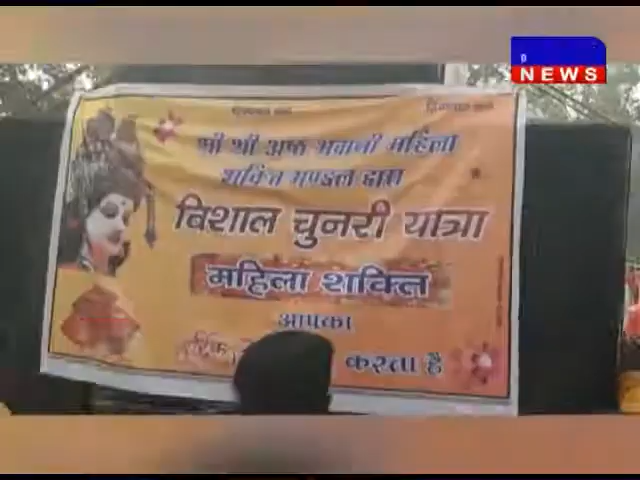 श्री श्री अष्ठ भवानी महिला
शक्ति मण्डल द्वारा
विशाल चुनरी यात्रा
महिला शक्ति
आपका
करता है
NEWS